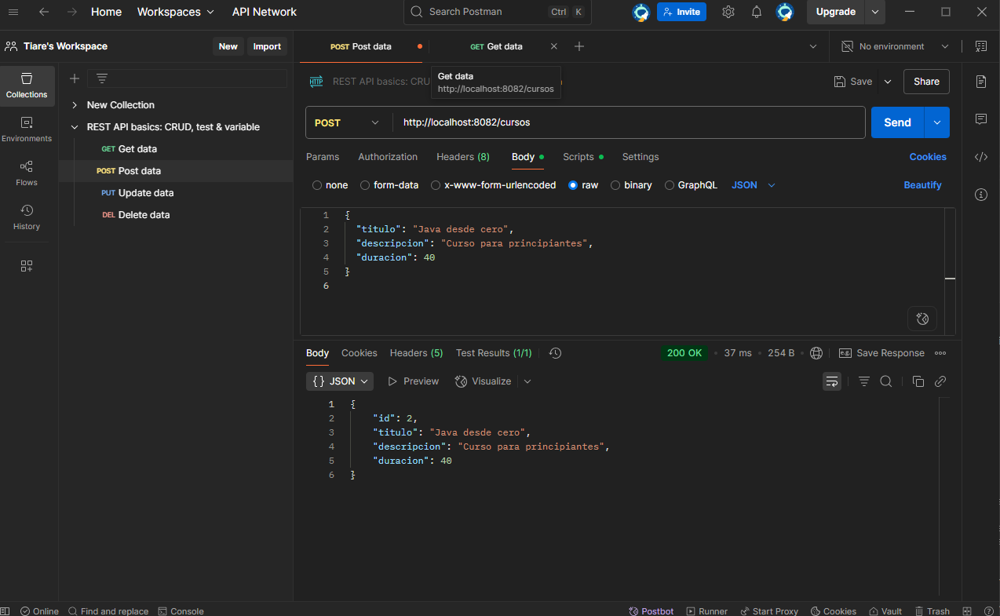 Home Workspaces API Network Search Postman Ctrl K Invite Upgrade
Tiare's Workspace New Import POST Post data GET Get data No environment
Collections
Environments
Flows
History
New Collection
REST API basics: CRUD, test & variable
GET Get data
POST Post data
PUT Update data
DEL Delete data
HTTP REST API basics: CRU Save Share
Get data
http://localhost:8082/cursos
POST http://localhost:8082/cursos Send
Params Authorization Headers (8) Body Scripts Settings Cookies
none form-data x-www-form-urlencoded raw binary GraphQL JSON Beautify
1 {
2 "titulo": "Java desde cero",
3 "descripcion": "Curso para principiantes",
4 "duracion": 40
5 }
6
Body Cookies Headers (5) Test Results (1/1) 200 OK 37 ms 254 B e.g. Save Response
{} JSON Preview Visualize
1 {
2 "id": 2,
3 "titulo": "Java desde cero",
4 "descripcion": "Curso para principiantes",
5 "duracion": 40
6 }
Online Find and replace Console Postbot Runner Start Proxy Cookies Vault Trash